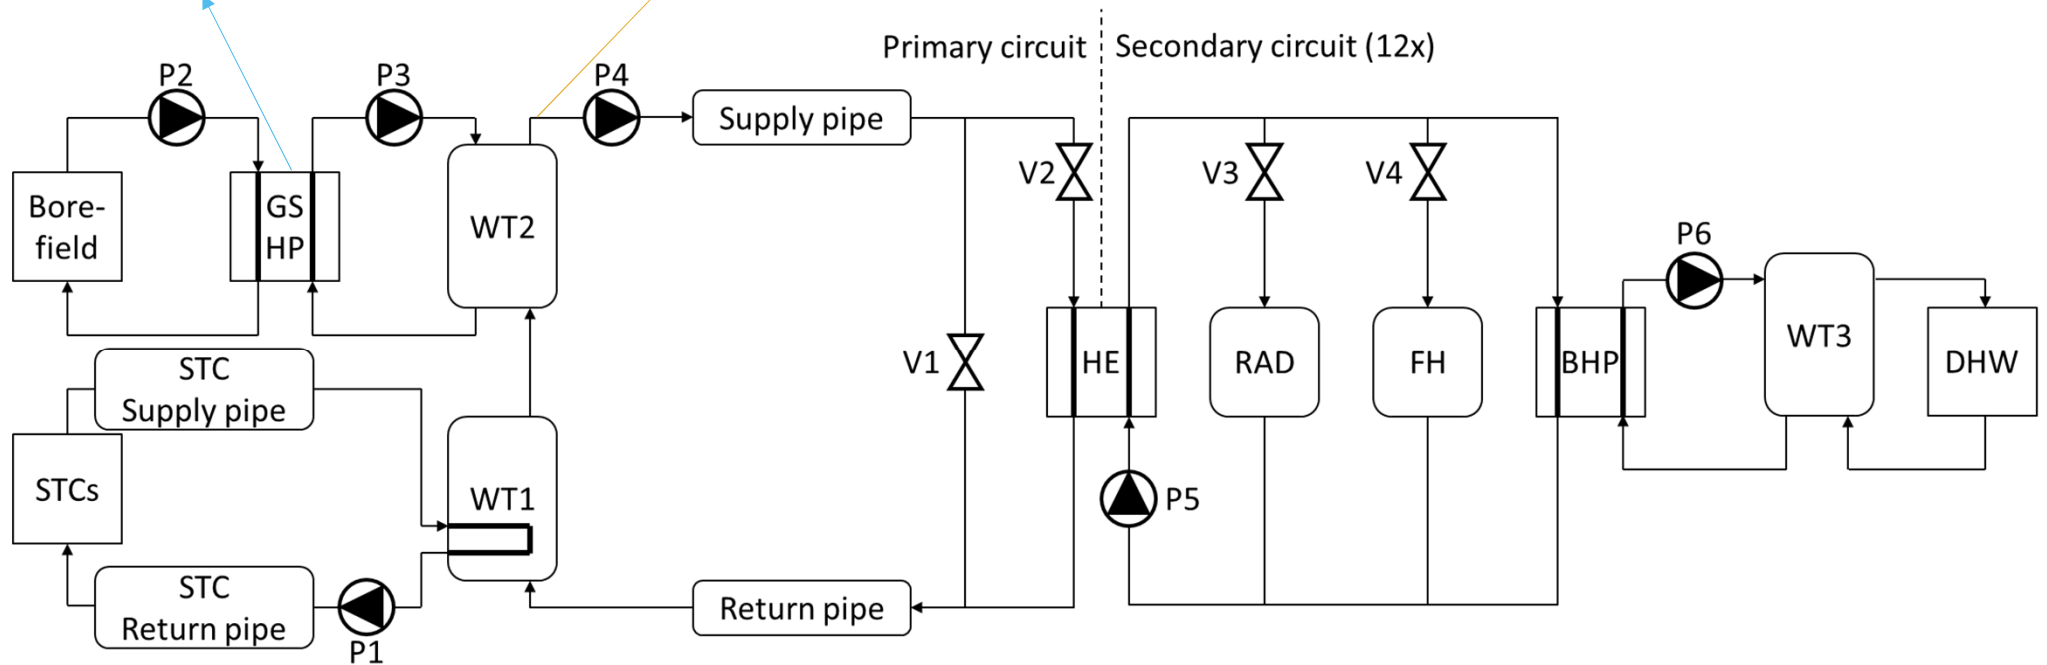 Primary circuit
Secondary circuit (12x)
P2
P3
P4
Supply pipe
Bore-
field
GS
HP
WT2
V2
V3
V4
P6
STC
Supply pipe
V1
HE
RAD
FH
BHP
WT3
DHW
STCs
WT1
P5
STC
Return pipe
P1
Return pipe